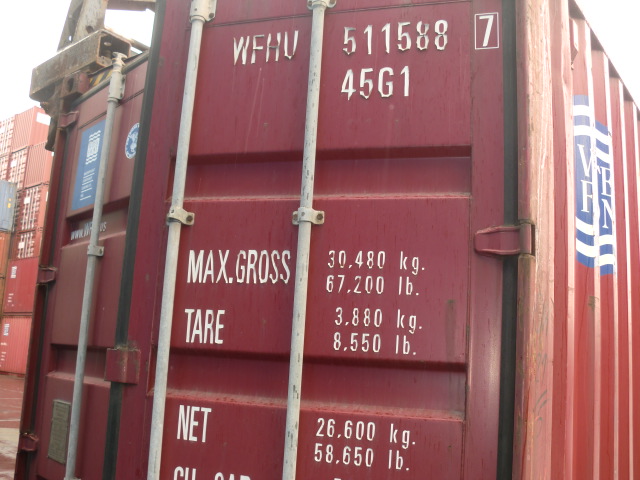 WFHU 511588 7
45G1
MAX.GROSS 30,480 kg.
67,200 lb.
TARE 3,880 kg.
8,550 lb.
NET 26,600 kg.
58,650 lb.